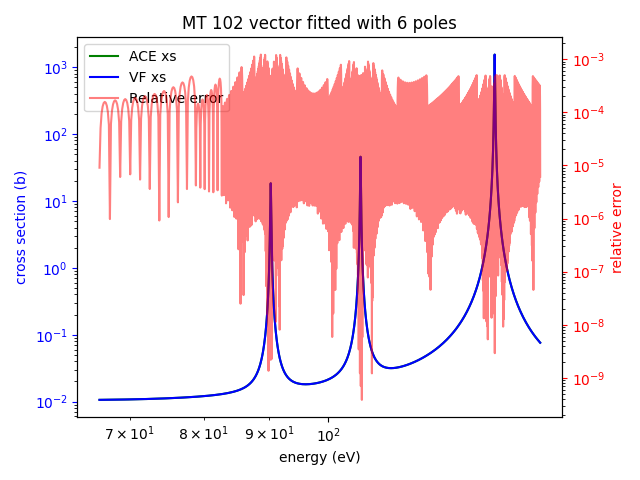 MT 102 vector fitted with 6 poles
ACE xs
VF xs
Relative error
cross section (b)
10³
10²
10¹
10⁰
10⁻¹
10⁻²
10⁻³
10⁻⁴
10⁻⁵
10⁻⁶
10⁻⁷
10⁻⁸
10⁻⁹
relative error
7 × 10¹
8 × 10¹
9 × 10¹
10²
energy (eV)